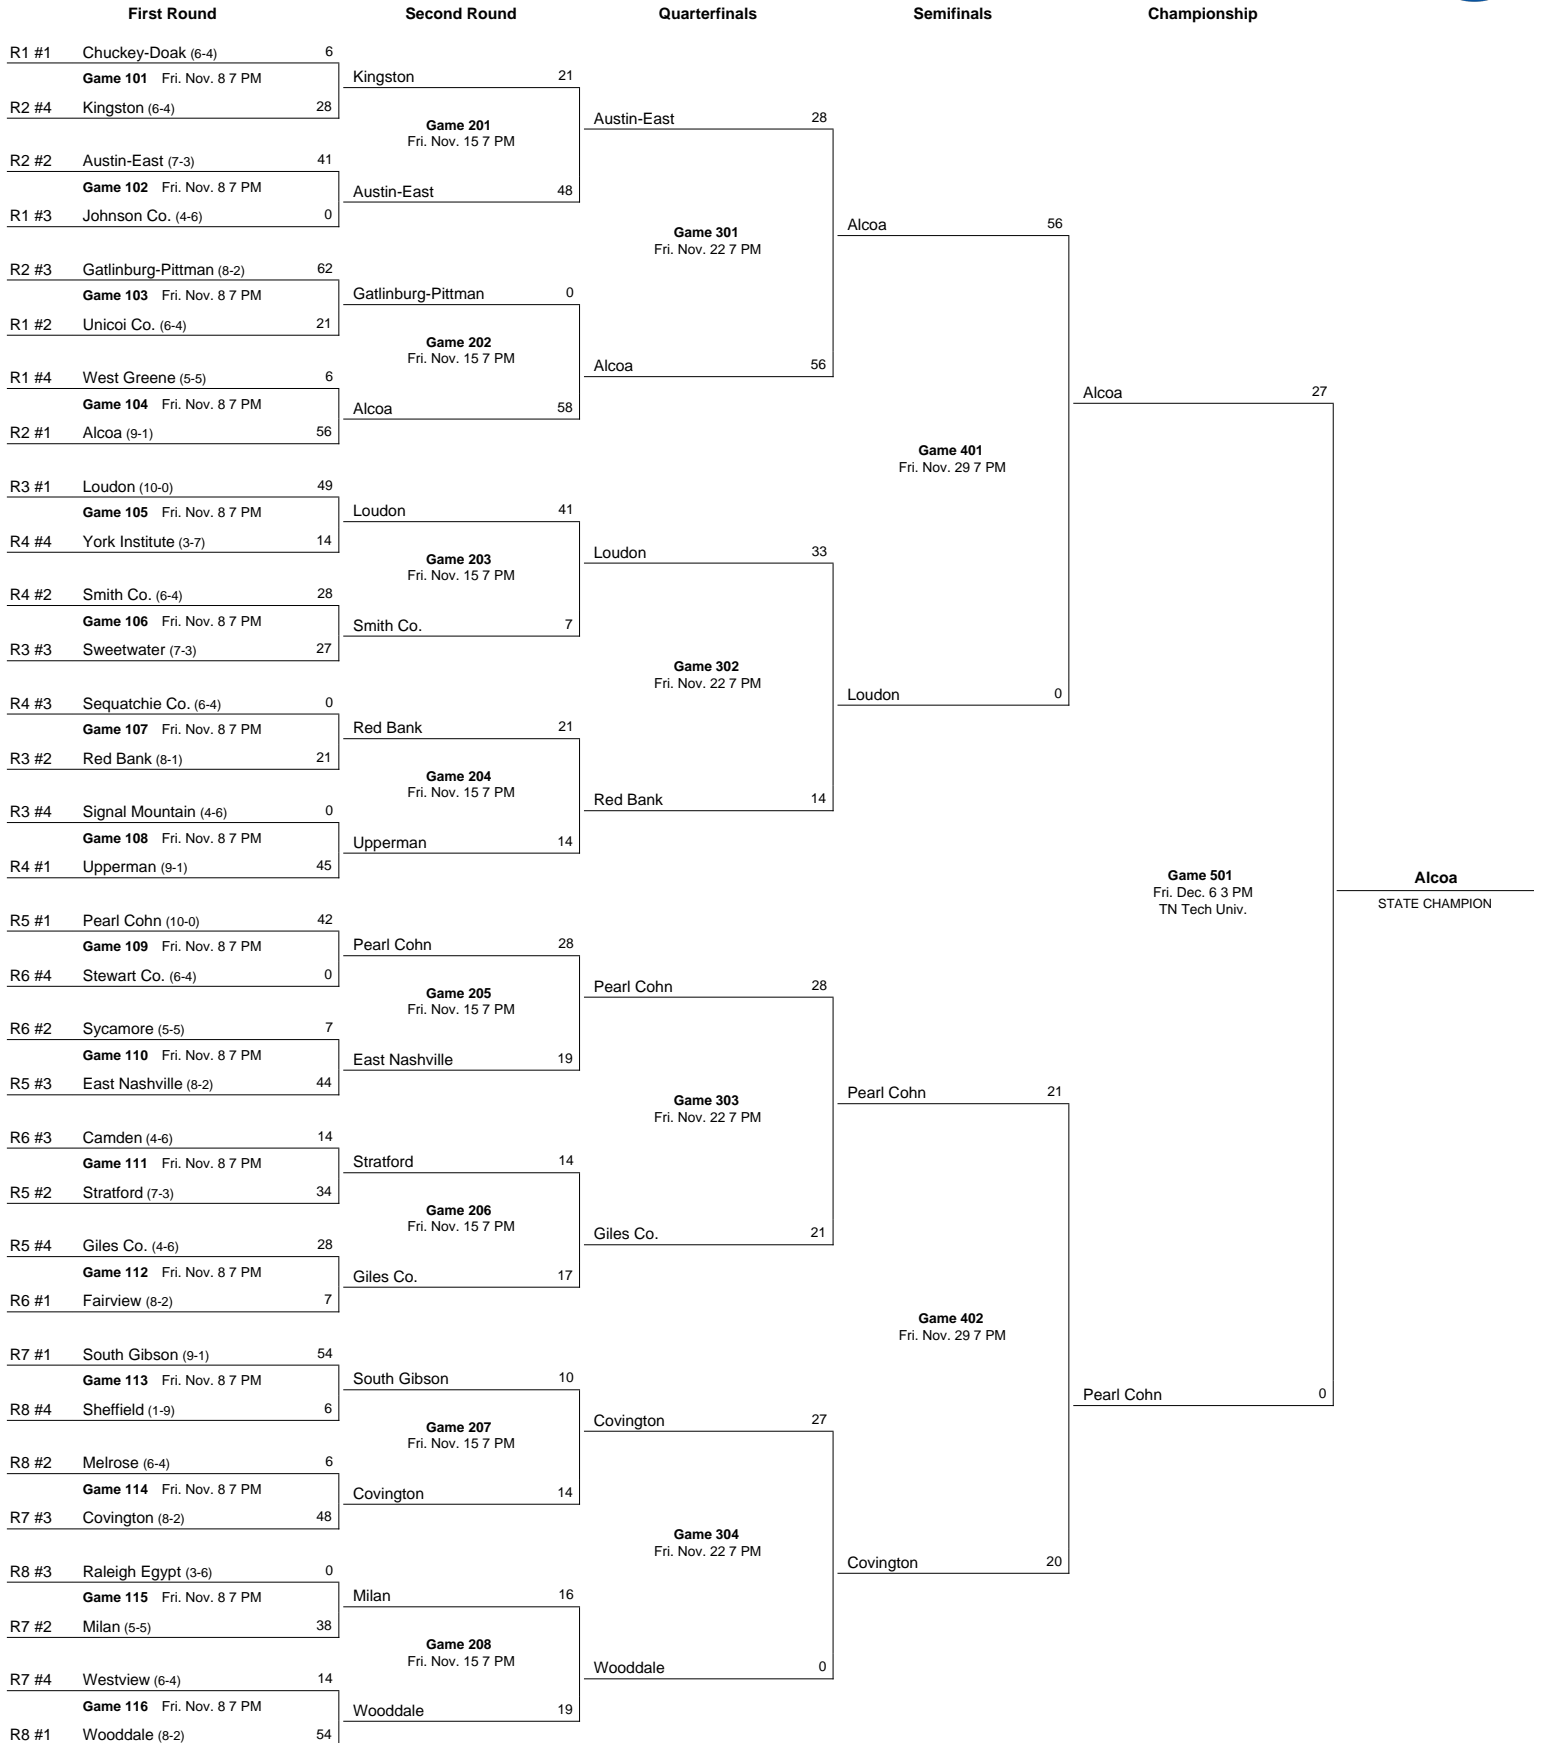 First Round Second Round Quarterfinals Semifinals Championship
R1 #1 Chuckey-Doak (6-4) 6
Game 101 Fri. Nov. 8 7 PM
R2 #4 Kingston (6-4) 28
R2 #2 Austin-East (7-3) 41
Game 102 Fri. Nov. 8 7 PM
R1 #3 Johnson Co. (4-6) 0
R2 #3 Gatlinburg-Pittman (8-2) 62
Game 103 Fri. Nov. 8 7 PM
R1 #2 Unicoi Co. (6-4) 21
R1 #4 West Greene (5-5) 6
Game 104 Fri. Nov. 8 7 PM
R2 #1 Alcoa (9-1) 56
R3 #1 Loudon (10-0) 49
Game 105 Fri. Nov. 8 7 PM
R4 #4 York Institute (3-7) 14
R4 #2 Smith Co. (6-4) 28
Game 106 Fri. Nov. 8 7 PM
R3 #3 Sweetwater (7-3) 27
R4 #3 Sequatchie Co. (6-4) 0
Game 107 Fri. Nov. 8 7 PM
R3 #2 Red Bank (8-1) 21
R3 #4 Signal Mountain (4-6) 0
Game 108 Fri. Nov. 8 7 PM
R4 #1 Upperman (9-1) 45
R5 #1 Pearl Cohn (10-0) 42
Game 109 Fri. Nov. 8 7 PM
R6 #4 Stewart Co. (6-4) 0
R6 #2 Sycamore (5-5) 7
Game 110 Fri. Nov. 8 7 PM
R5 #3 East Nashville (8-2) 44
R6 #3 Camden (4-6) 14
Game 111 Fri. Nov. 8 7 PM
R5 #2 Stratford (7-3) 34
R5 #4 Giles Co. (4-6) 28
Game 112 Fri. Nov. 8 7 PM
R6 #1 Fairview (8-2) 7
R7 #1 South Gibson (9-1) 54
Game 113 Fri. Nov. 8 7 PM
R8 #4 Sheffield (1-9) 6
R8 #2 Melrose (6-4) 6
Game 114 Fri. Nov. 8 7 PM
R7 #3 Covington (8-2) 48
R8 #3 Raleigh Egypt (3-6) 0
Game 115 Fri. Nov. 8 7 PM
R7 #2 Milan (5-5) 38
R7 #4 Westview (6-4) 14
Game 116 Fri. Nov. 8 7 PM
R8 #1 Wooddale (8-2) 54
Kingston 21
Game 201
Fri. Nov. 15 7 PM
Austin-East 48
Gatlinburg-Pittman 0
Game 202
Fri. Nov. 15 7 PM
Alcoa 58
Loudon 41
Game 203
Fri. Nov. 15 7 PM
Smith Co. 7
Red Bank 21
Game 204
Fri. Nov. 15 7 PM
Upperman 14
Pearl Cohn 28
Game 205
Fri. Nov. 15 7 PM
East Nashville 19
Stratford 14
Game 206
Fri. Nov. 15 7 PM
Giles Co. 17
South Gibson 10
Game 207
Fri. Nov. 15 7 PM
Covington 14
Milan 16
Game 208
Fri. Nov. 15 7 PM
Wooddale 19
Austin-East 28
Game 301
Fri. Nov. 22 7 PM
Alcoa 56
Loudon 33
Game 302
Fri. Nov. 22 7 PM
Red Bank 14
Pearl Cohn 28
Game 303
Fri. Nov. 22 7 PM
Giles Co. 21
Covington 27
Game 304
Fri. Nov. 22 7 PM
Wooddale 0
Alcoa 56
Game 401
Fri. Nov. 29 7 PM
Loudon 0
Pearl Cohn 21
Game 402
Fri. Nov. 29 7 PM
Covington 20
Alcoa 27
Game 501
Fri. Dec. 6 3 PM
TN Tech Univ.
Pearl Cohn 0
Alcoa
STATE CHAMPION